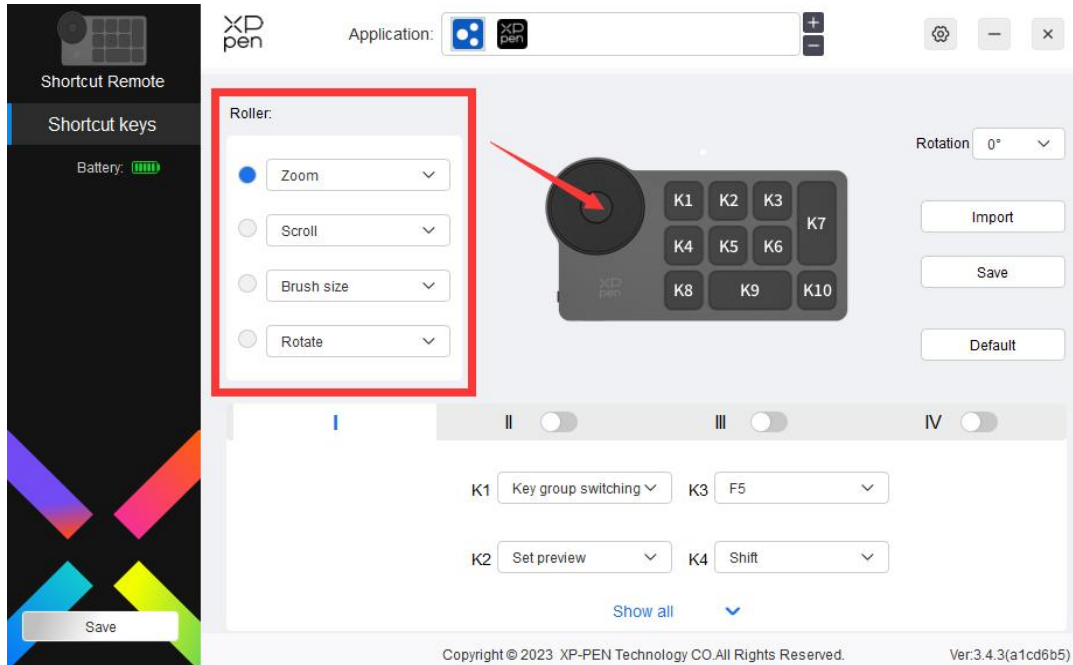 Shortcut Remote
Shortcut keys
Battery:
Save
XP
pen
Application:
XP
pen
+
−
Roller:
Zoom
Scroll
Brush size
Rotate
K1 K2 K3
K7
K4 K5 K6
K8 K9 K10
XP
pen
Rotation 0°
Import
Save
Default
I II III IV
K1 Key group switching K3 F5
K2 Set preview K4 Shift
Show all
Copyright © 2023 XP-PEN Technology CO.All Rights Reserved. Ver:3.4.3(a1cd6b5)